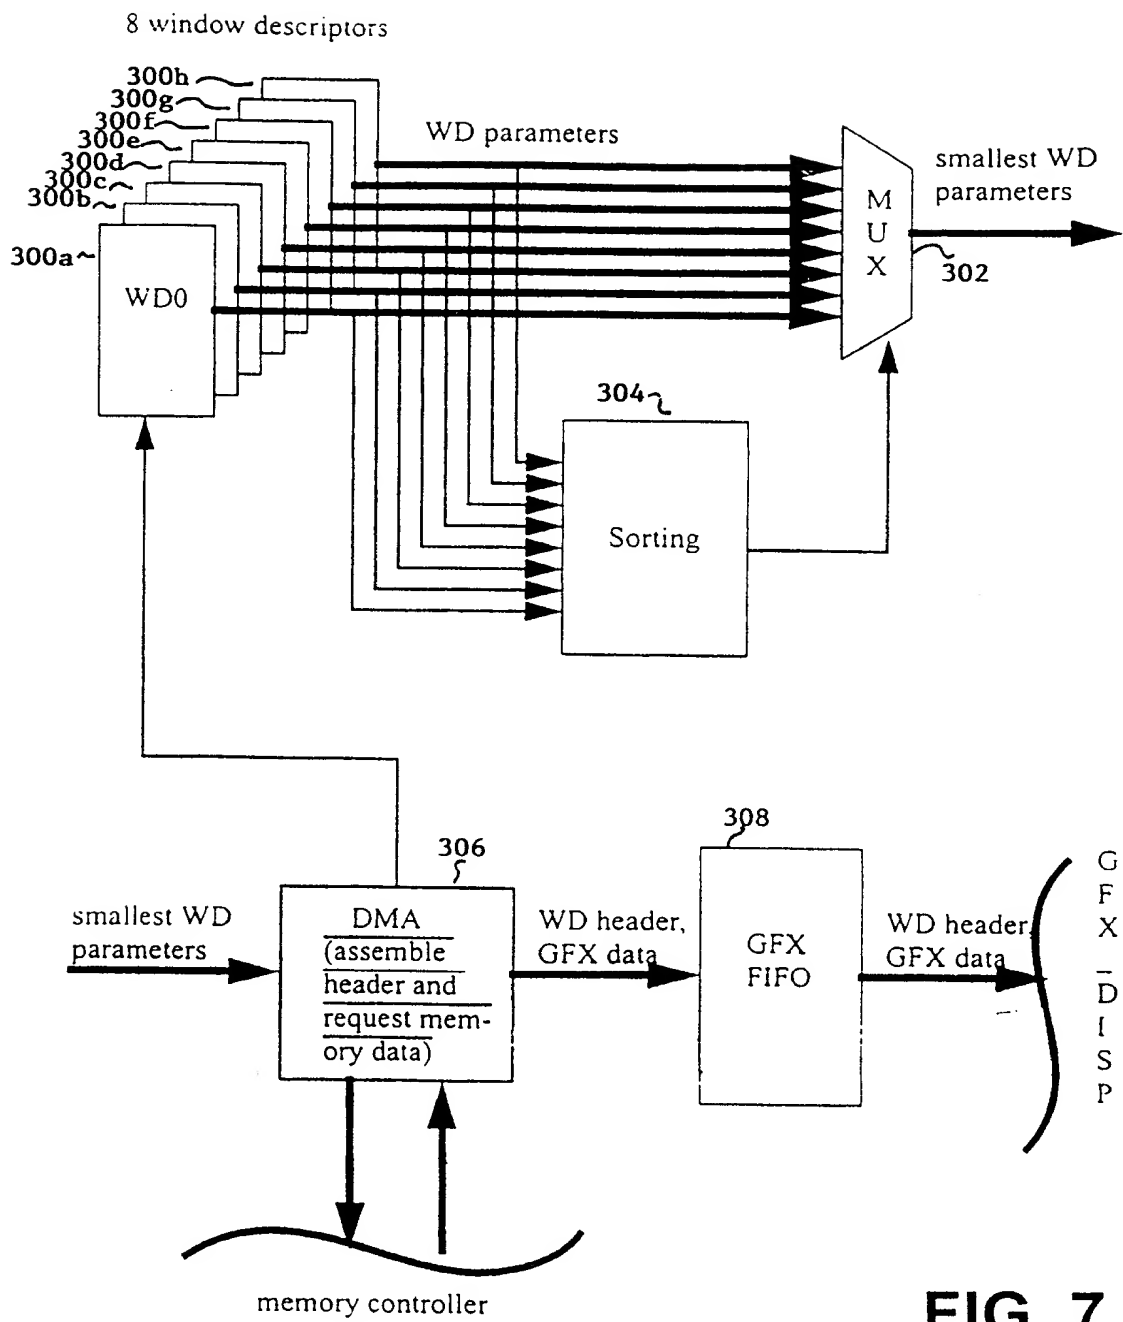 8 window descriptors
300h
300g
300f
300e
300d
300c
300b
300a
WD0
WD parameters
MUX
smallest WD
parameters
302
304
Sorting
306
308
smallest WD
parameters
DMA
(assemble
header and
request mem-
ory data)
WD header,
GFX data
GFX
FIFO
WD header,
GFX data
GFX_DISP
memory controller
FIG. 7